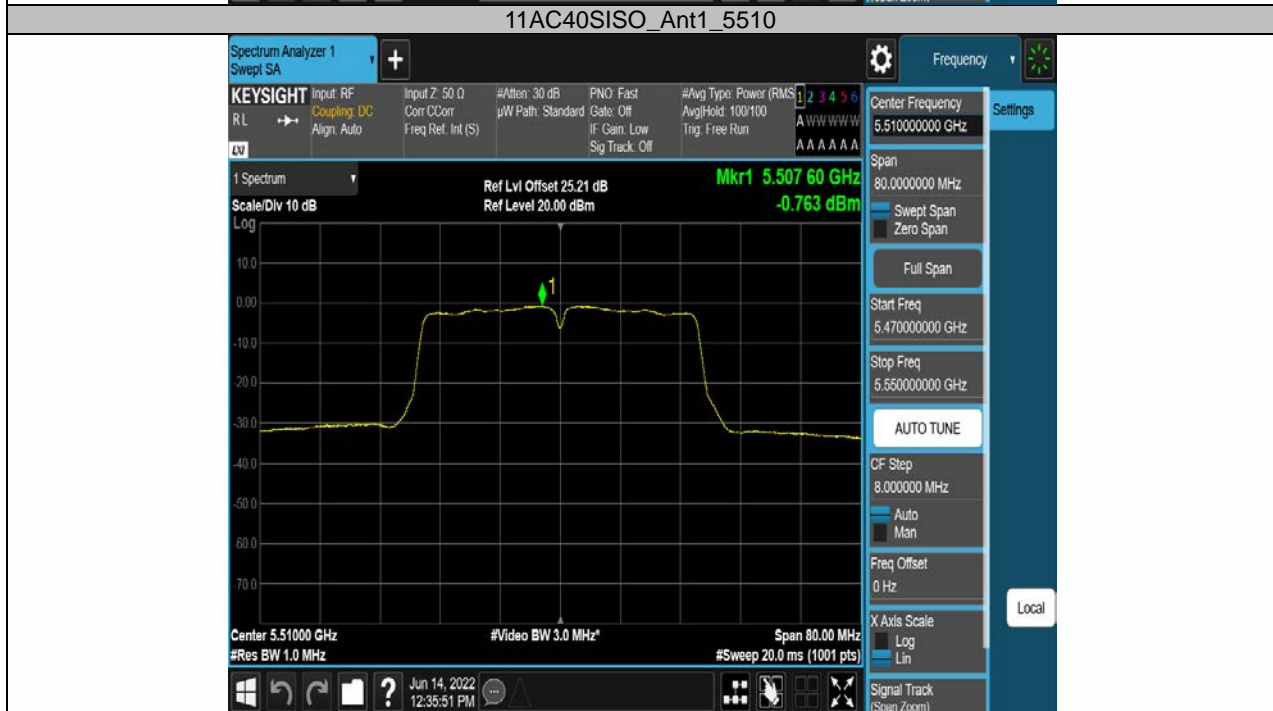 11AC40SISO_Ant1_5510
Spectrum Analyzer 1
Swept SA
+
Frequency
KEYSIGHT
RL
LXI
Input: RF
Coupling: DC
Align: Auto
Input Z: 50 Ω
Corr CCorr
Freq Ref: Int (S)
#Atten: 30 dB
µW Path: Standard
PNO: Fast
Gate: Off
IF Gain: Low
Sig Track: Off
#Avg Type: Power (RMS
Avg|Hold: 100/100
Trig: Free Run
1 2 3 4 5 6
A W W W W W
A A A A A A
1 Spectrum
Scale/Div 10 dB
Log
Ref Lvl Offset 25.21 dB
Ref Level 20.00 dBm
Mkr1 5.507 60 GHz
-0.763 dBm
10.0
0.00
-10.0
-20.0
-30.0
-40.0
-50.0
-60.0
-70.0
1
Center 5.51000 GHz
#Res BW 1.0 MHz
#Video BW 3.0 MHz*
Span 80.00 MHz
#Sweep 20.0 ms (1001 pts)
Center Frequency
5.510000000 GHz
Settings
Span
80.0000000 MHz
Swept Span
Zero Span
Full Span
Start Freq
5.470000000 GHz
Stop Freq
5.550000000 GHz
AUTO TUNE
CF Step
8.000000 MHz
Auto
Man
Freq Offset
0 Hz
X Axis Scale
Log
Lin
Local
Signal Track
(Span Zoom)
?
Jun 14, 2022
12:35:51 PM